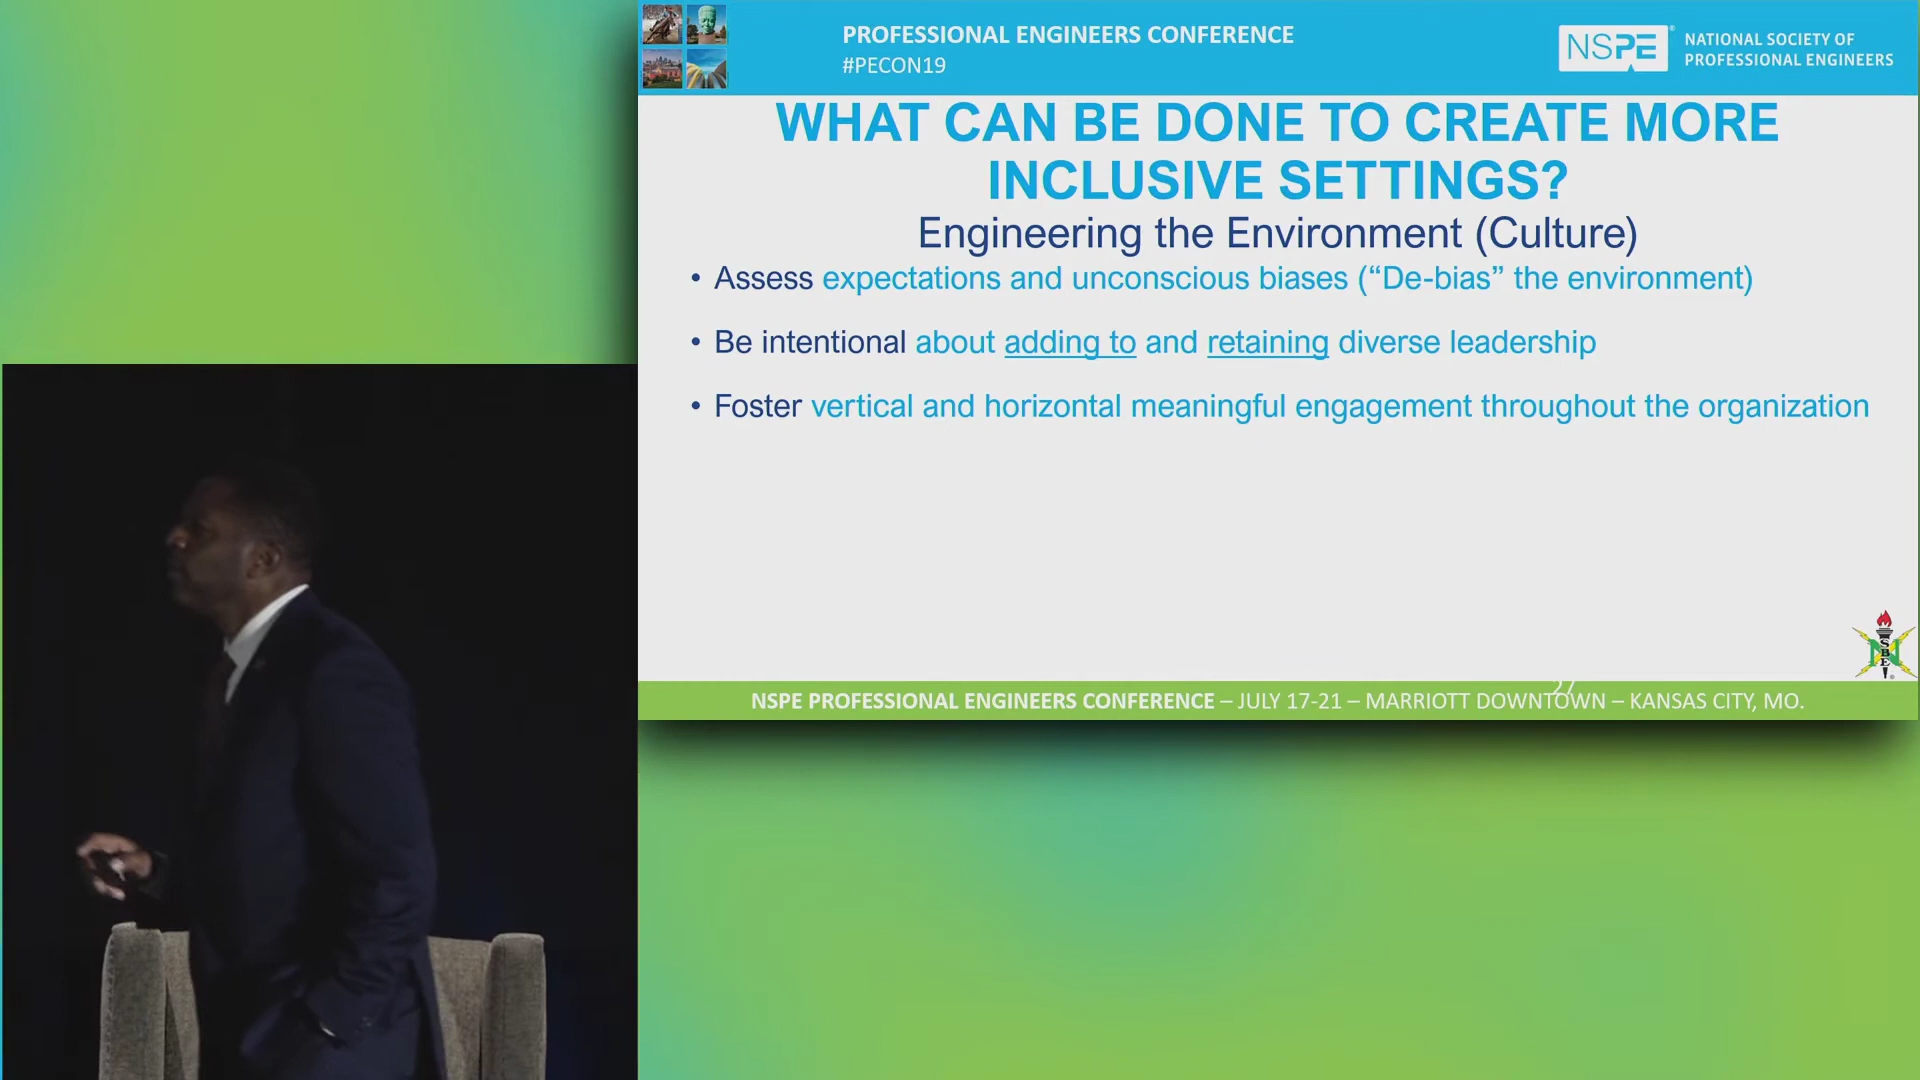 PROFESSIONAL ENGINEERS CONFERENCE
#PECON19
NSPE
NATIONAL SOCIETY OF
PROFESSIONAL ENGINEERS
WHAT CAN BE DONE TO CREATE MORE
INCLUSIVE SETTINGS?
Engineering the Environment (Culture)
• Assess expectations and unconscious biases (“De-bias” the environment)
• Be intentional about adding to and retaining diverse leadership
• Foster vertical and horizontal meaningful engagement throughout the organization
NSBE
27
NSPE PROFESSIONAL ENGINEERS CONFERENCE – JULY 17-21 – MARRIOTT DOWNTOWN – KANSAS CITY, MO.